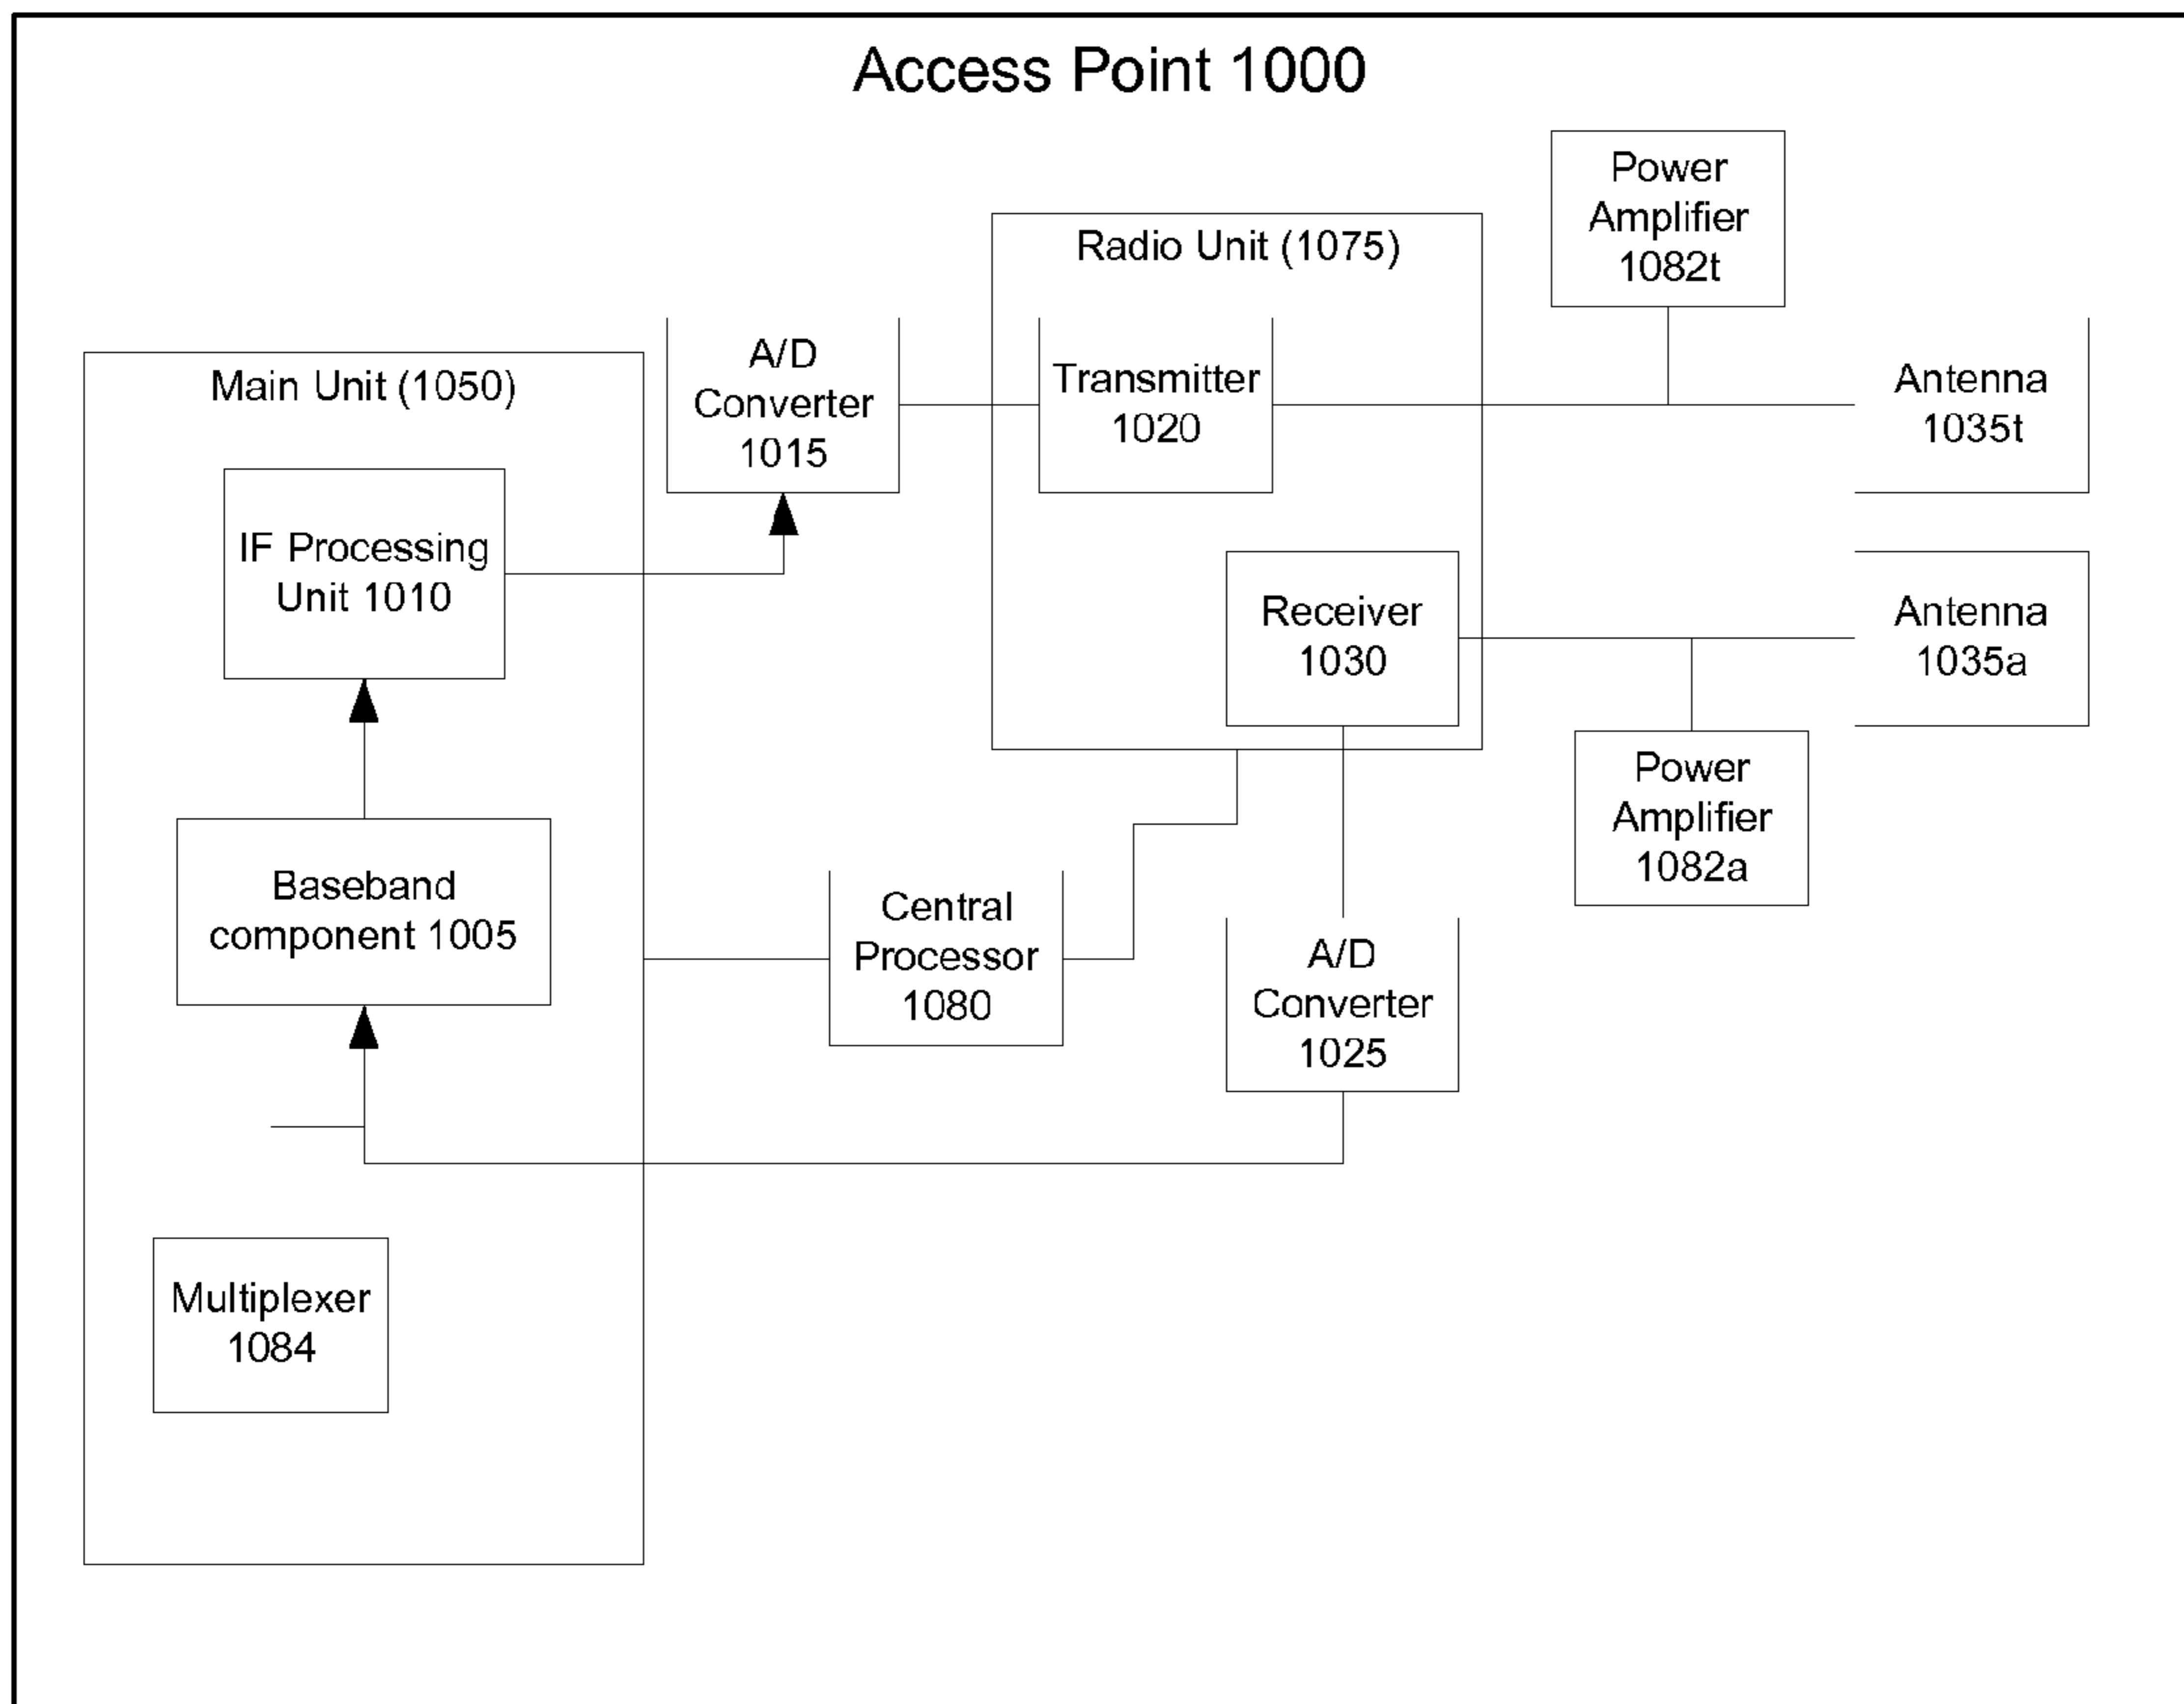 Access Point 1000
Power
Amplifier
1082t
Radio Unit (1075)
A/D
Converter
1015
Transmitter
1020
Antenna
1035t
Main Unit (1050)
IF Processing
Unit 1010
Receiver
1030
Antenna
1035a
Power
Amplifier
1082a
Baseband
component 1005
Central
Processor
1080
A/D
Converter
1025
Multiplexer
1084